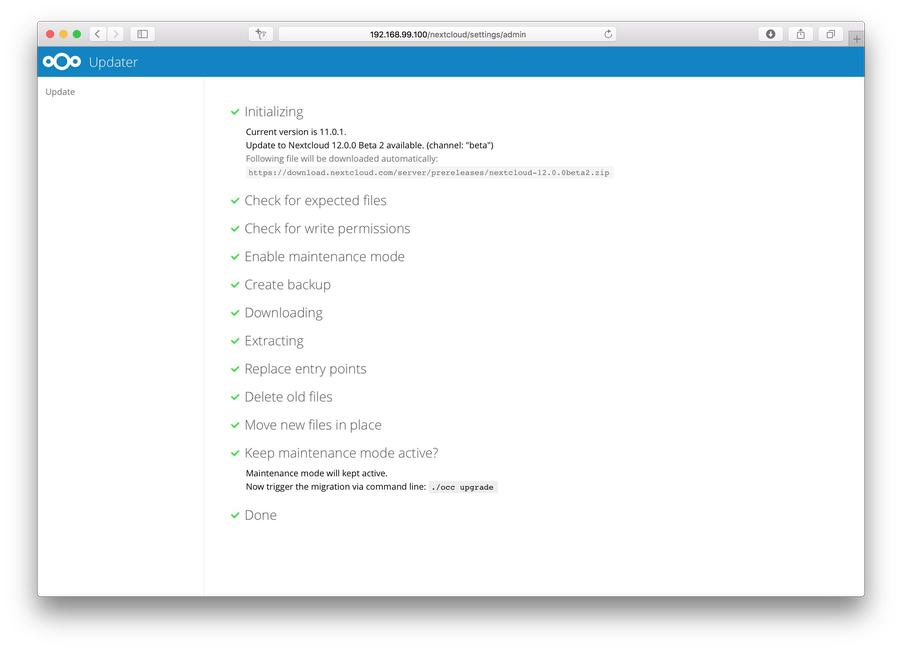 192.168.99.100/nextcloud/settings/admin
Updater
Update
Initializing
Current version is 11.0.1.
Update to Nextcloud 12.0.0 Beta 2 available. (channel: "beta")
Following file will be downloaded automatically:
https://download.nextcloud.com/server/prereleases/nextcloud-12.0.0beta2.zip
Check for expected files
Check for write permissions
Enable maintenance mode
Create backup
Downloading
Extracting
Replace entry points
Delete old files
Move new files in place
Keep maintenance mode active?
Maintenance mode will kept active.
Now trigger the migration via command line: ./occ upgrade
Done